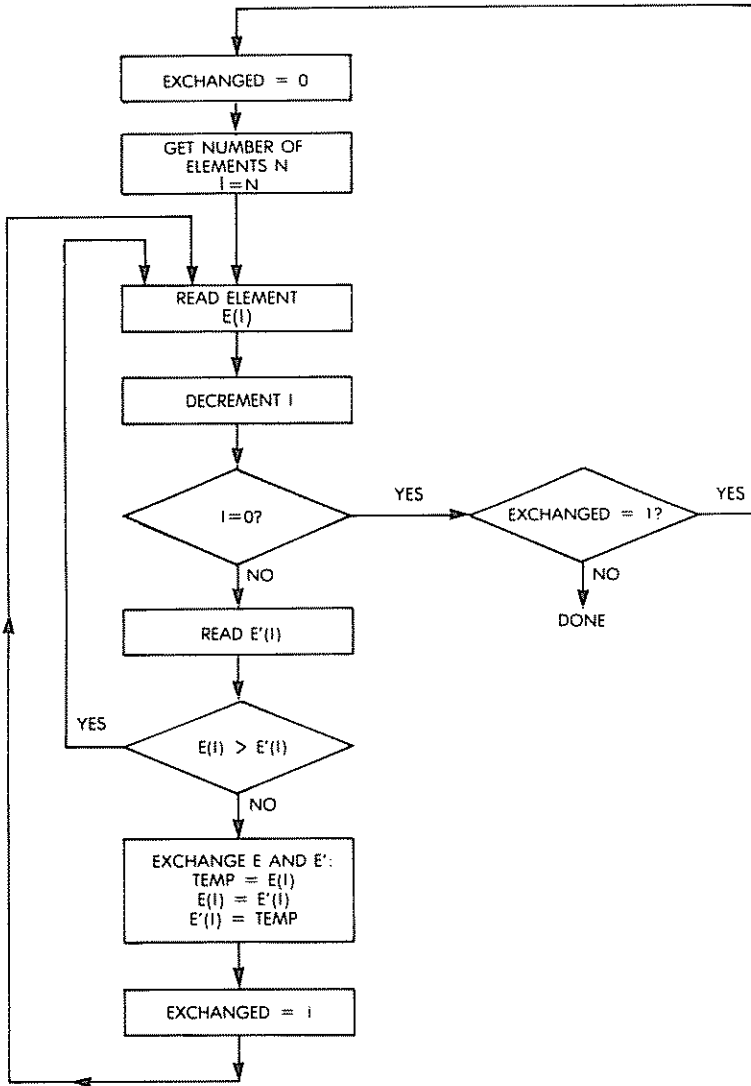 EXCHANGED = 0
GET NUMBER OF
ELEMENTS N
I=N
READ ELEMENT
E(I)
DECREMENT I
I=0?
YES
EXCHANGED = 1?
YES
NO
NO
DONE
READ E'(I)
YES
E(I) > E'(I)
NO
EXCHANGE E AND E':
TEMP = E(I)
E(I) = E'(I)
E'(I) = TEMP
EXCHANGED = i